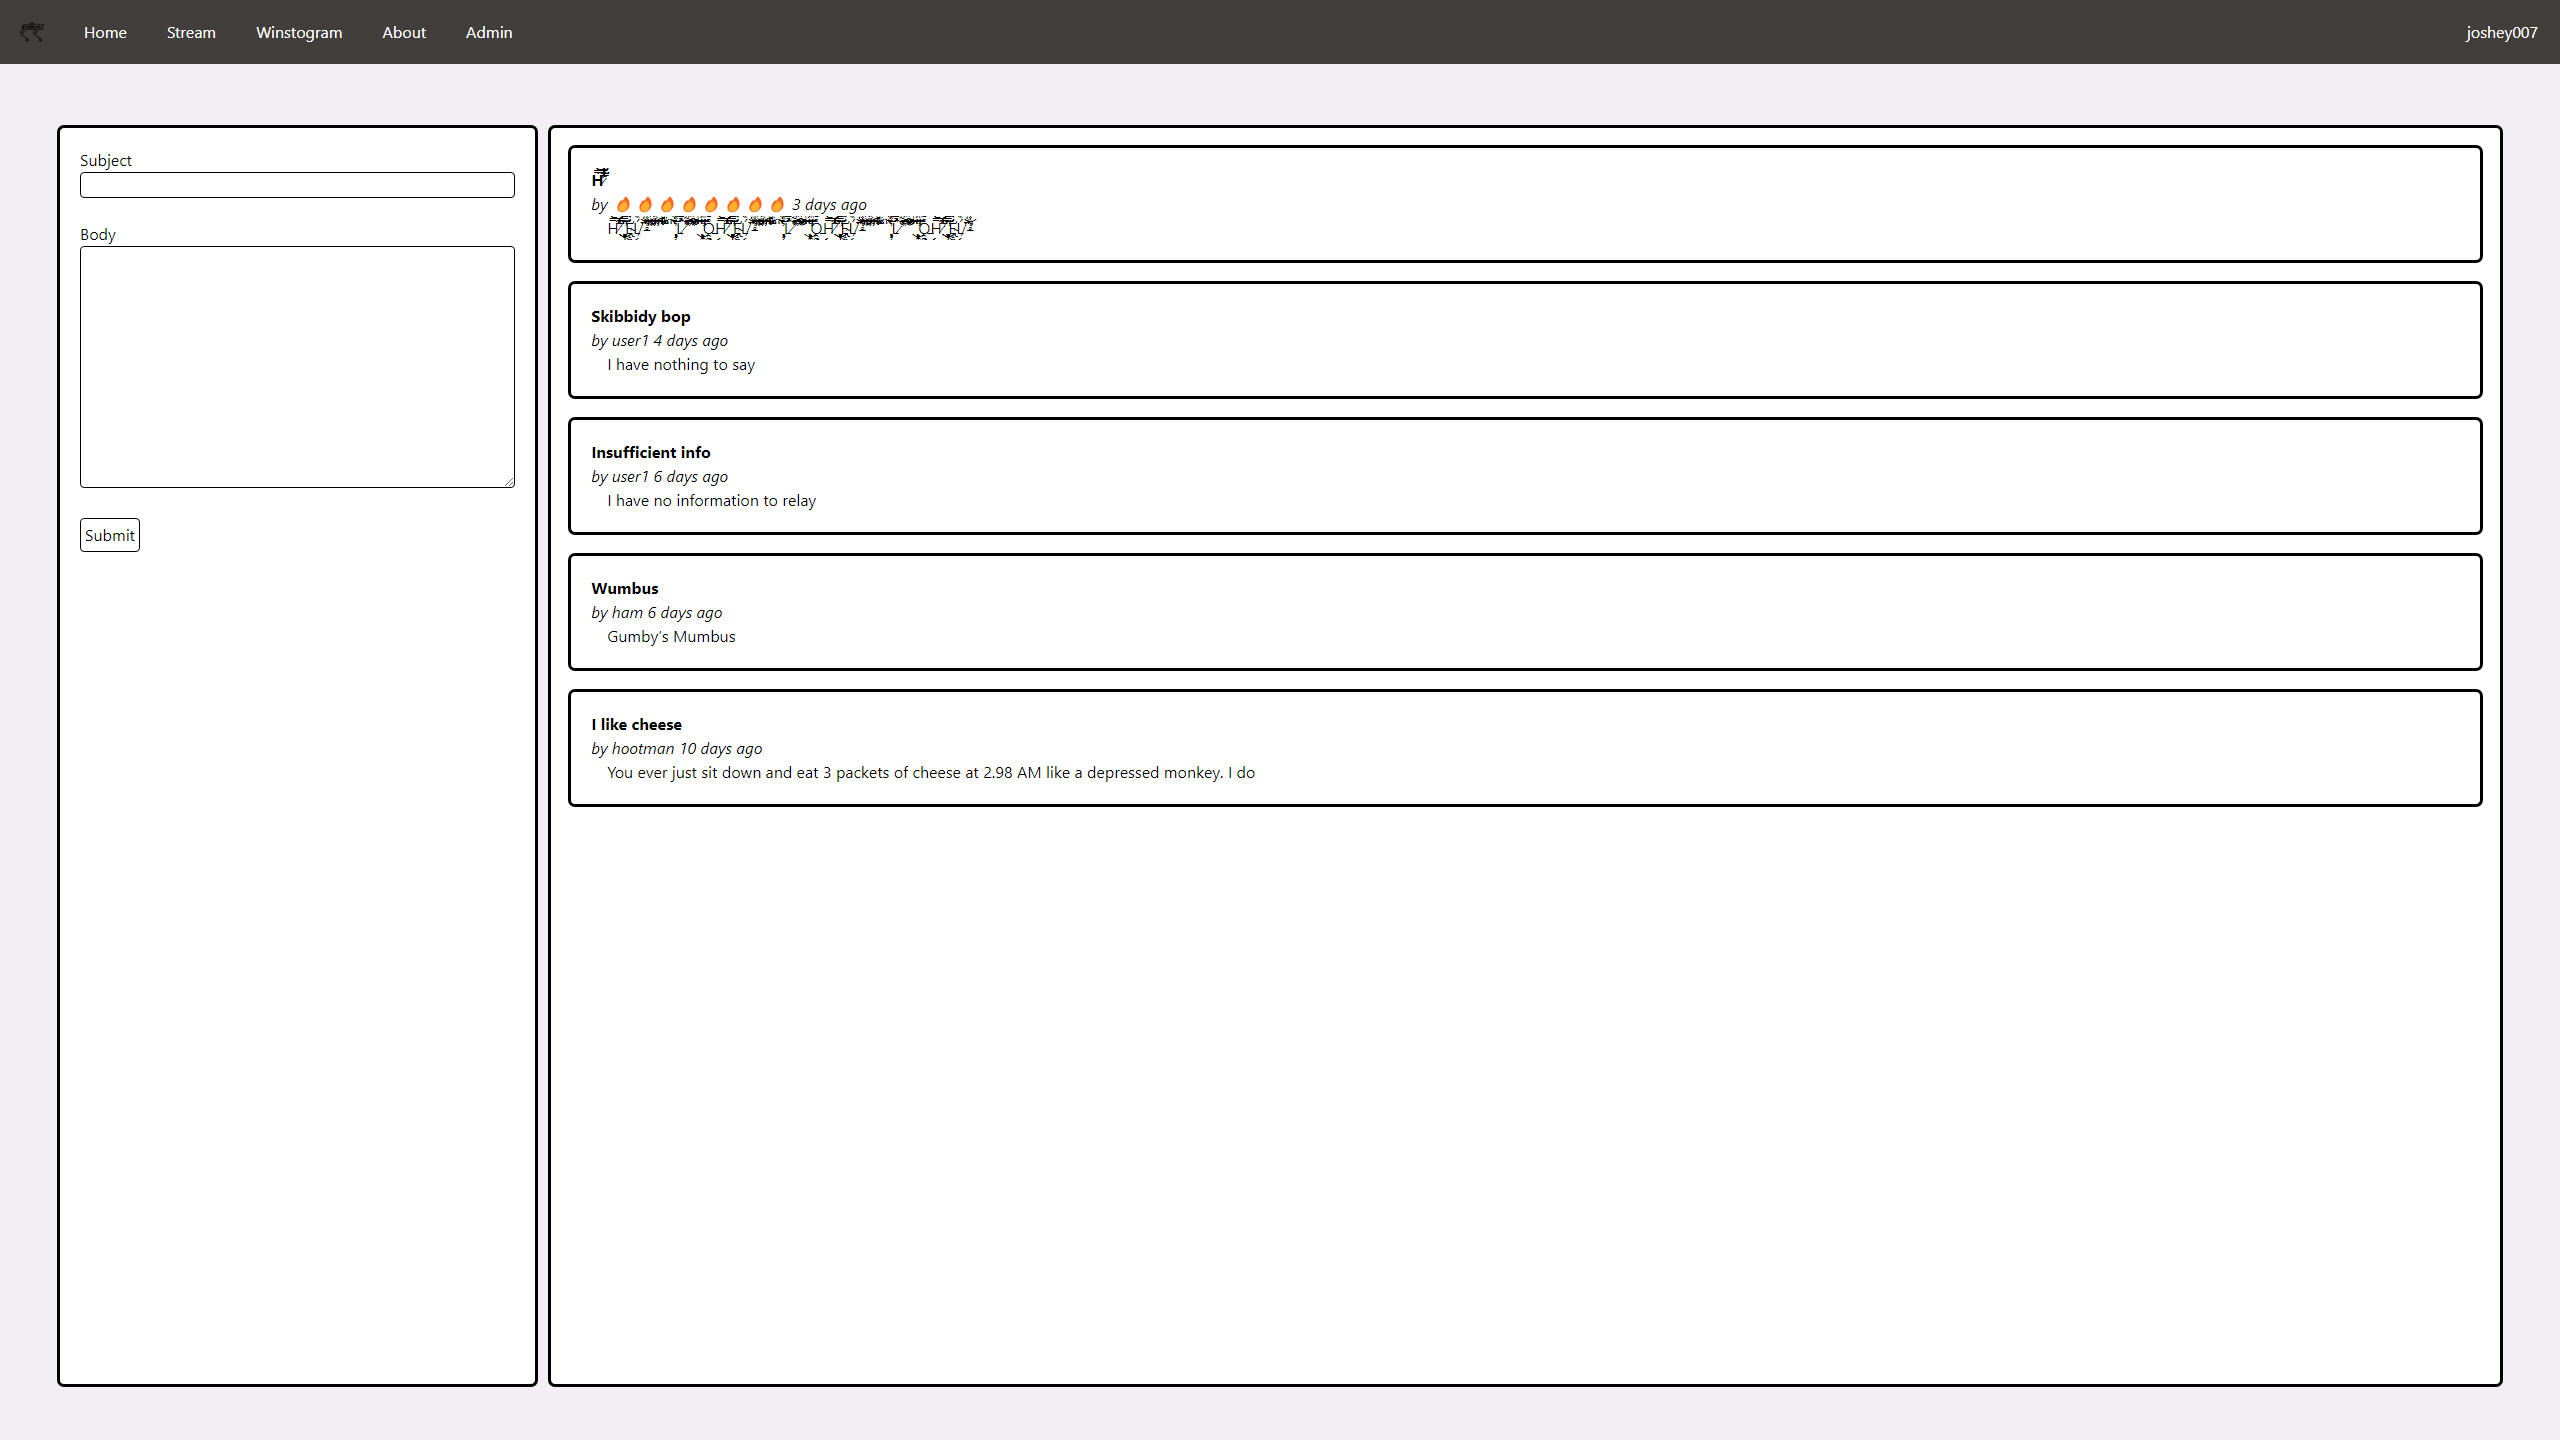 Home
Stream
Winstogram
About
Admin
joshey007
Subject
Body
Submit
by 🔥🔥🔥🔥🔥🔥🔥🔥 3 days ago
Skibbidy bop
by user1 4 days ago
I have nothing to say
Insufficient info
by user1 6 days ago
I have no information to relay
Wumbus
by ham 6 days ago
Gumby's Mumbus
I like cheese
by hootman 10 days ago
You ever just sit down and eat 3 packets of cheese at 2.98 AM like a depressed monkey. I do